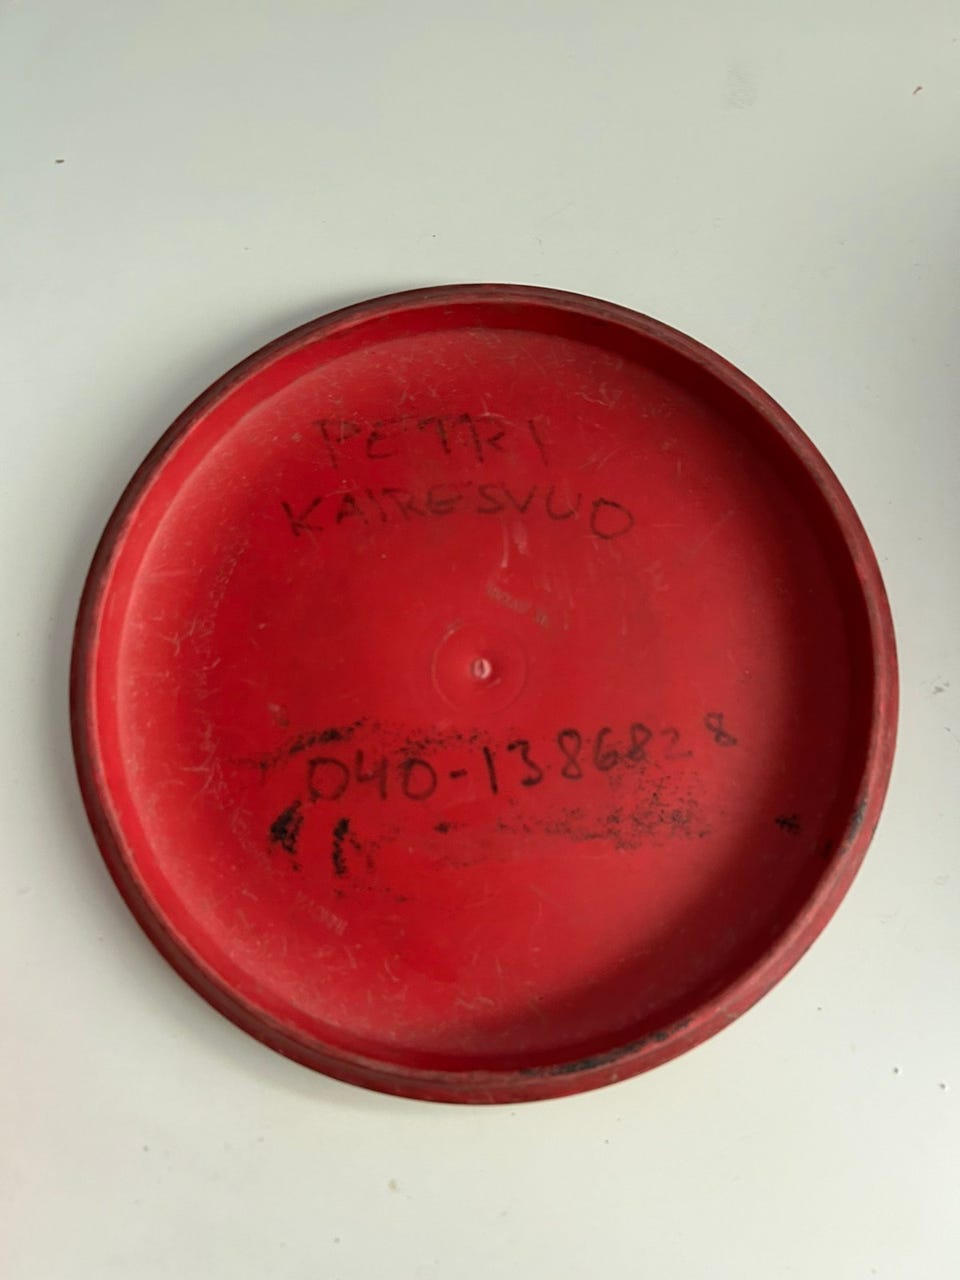 PETRI
KAIRESVUO
040-1386828